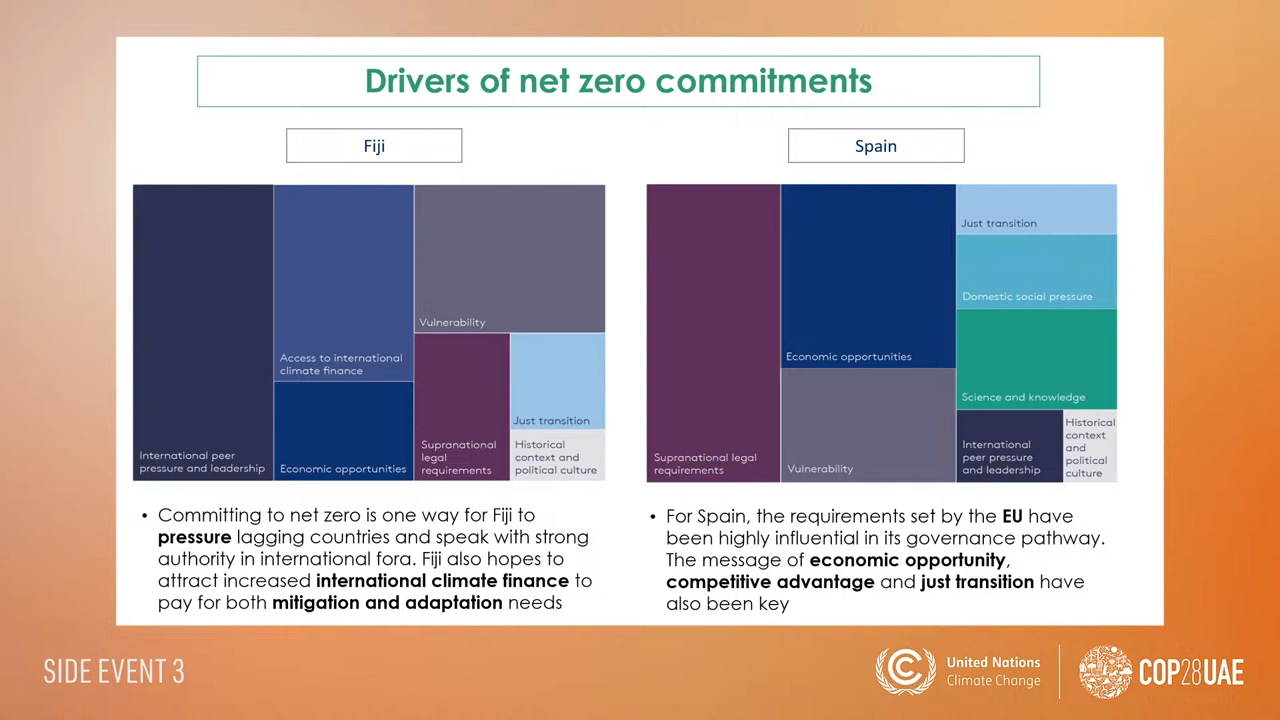 Drivers of net zero commitments
Fiji
International peer
pressure and leadership
Access to international
climate finance
Economic opportunities
Vulnerability
Supranational
legal
requirements
Just transition
Historical
context and
political culture
• Committing to net zero is one way for Fiji to
pressure lagging countries and speak with strong
authority in international fora. Fiji also hopes to
attract increased international climate finance to
pay for both mitigation and adaptation needs
Spain
Supranational legal
requirements
Economic opportunities
Vulnerability
Just transition
Domestic social pressure
Science and knowledge
International
peer pressure
and leadership
Historical
context
and
political
culture
• For Spain, the requirements set by the EU have
been highly influential in its governance pathway.
The message of economic opportunity,
competitive advantage and just transition have
also been key
SIDE EVENT 3
United Nations
Climate Change
COP28UAE